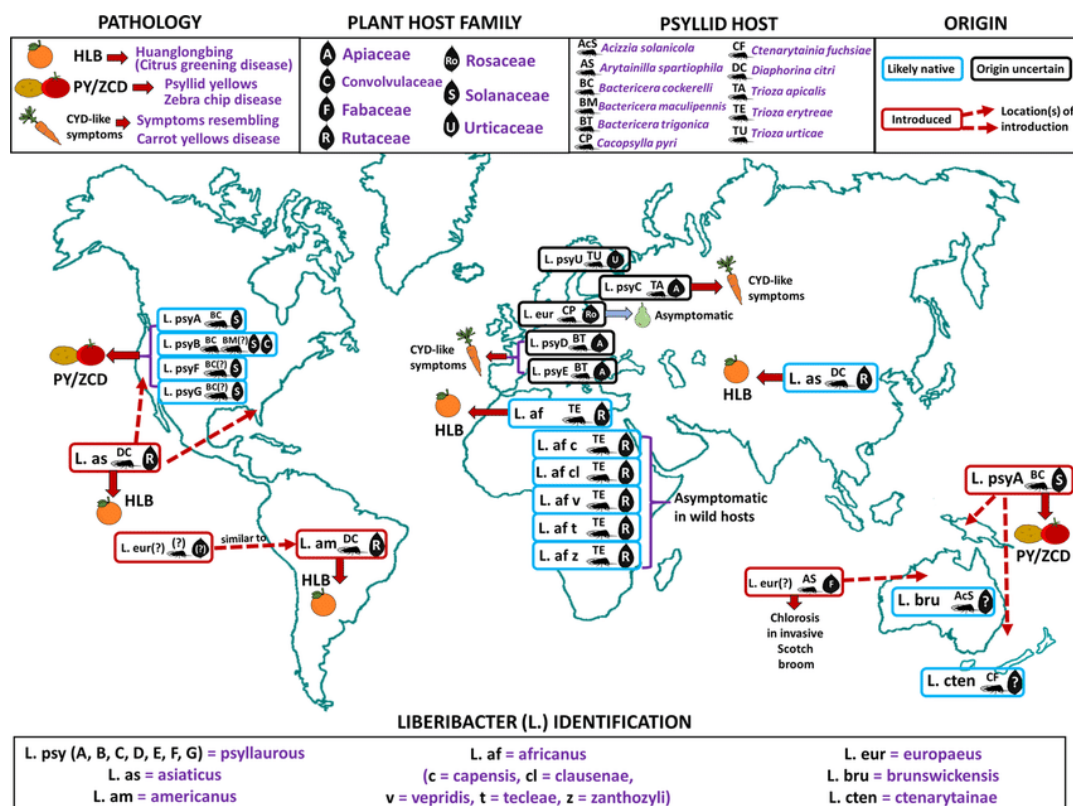 PATHOLOGY
HLB
Huanglongbing
(Citrus greening disease)
PY/ZCD
Psyllid yellows
Zebra chip disease
CYD-like
symptoms
Symptoms resembling
Carrot yellows disease
PLANT HOST FAMILY
A Apiaceae
C Convolvulaceae
F Fabaceae
R Rutaceae
Ro Rosaceae
S Solanaceae
U Urticaceae
PSYLLID HOST
AcS Acizzia solanicola
AS Arytainilla spartiophila
BC Bactericera cockerelli
BM Bactericera maculipennis
BT Bactericera trigonica
CP Cacopsylla pyri
CF Ctenarytainia fuchsiae
DC Diaphorina citri
TA Trioza apicalis
TE Trioza erytreae
TU Trioza urticae
ORIGIN
Likely native
Origin uncertain
Introduced
Location(s) of
introduction
L. psyU TU U
L. psyC TA A
CYD-like
symptoms
L. eur CP Ro
Asymptomatic
L. psyD BT A
L. psyE BT A
CYD-like
symptoms
L. psyA BC S
L. psyB BC BM(?) S C
L. psyF BC(?) S
L. psyG BC(?) S
PY/ZCD
L. as DC R
HLB
L. as DC R
HLB
L. af TE R
HLB
L. af c TE R
L. af cl TE R
L. af v TE R
L. af t TE R
L. af z TE R
Asymptomatic
in wild hosts
L. eur(?) (?) (?)
similar to
L. am DC R
HLB
L. psyA BC S
PY/ZCD
L. eur(?) AS F
Chlorosis
in invasive
Scotch
broom
L. bru AcS ?
L. cten CF ?
LIBERIBACTER (L.) IDENTIFICATION
L. psy (A, B, C, D, E, F, G) = psyllaurous
L. as = asiaticus
L. am = americanus
L. af = africanus
(c = capensis, cl = clausenae,
v = vepridis, t = tecleae, z = zanthozyli)
L. eur = europaeus
L. bru = brunswickensis
L. cten = ctenarytainae